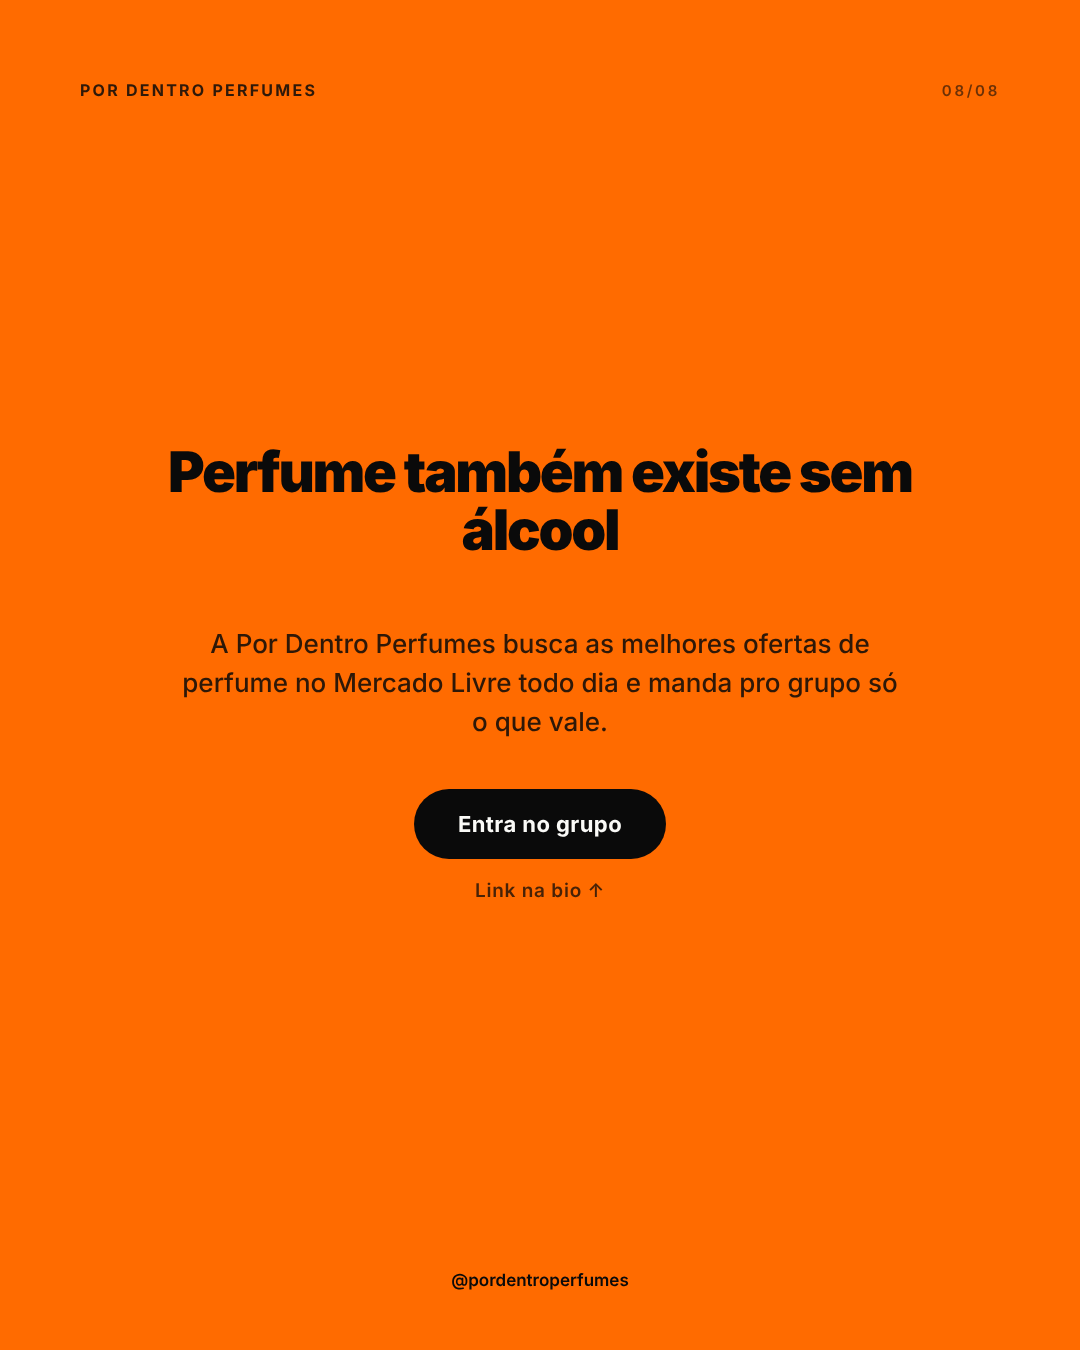 POR DENTRO PERFUMES
08/08
Perfume também existe sem
álcool
A Por Dentro Perfumes busca as melhores ofertas de
perfume no Mercado Livre todo dia e manda pro grupo só
o que vale.
Entra no grupo
Link na bio ↑
@pordentroperfumes